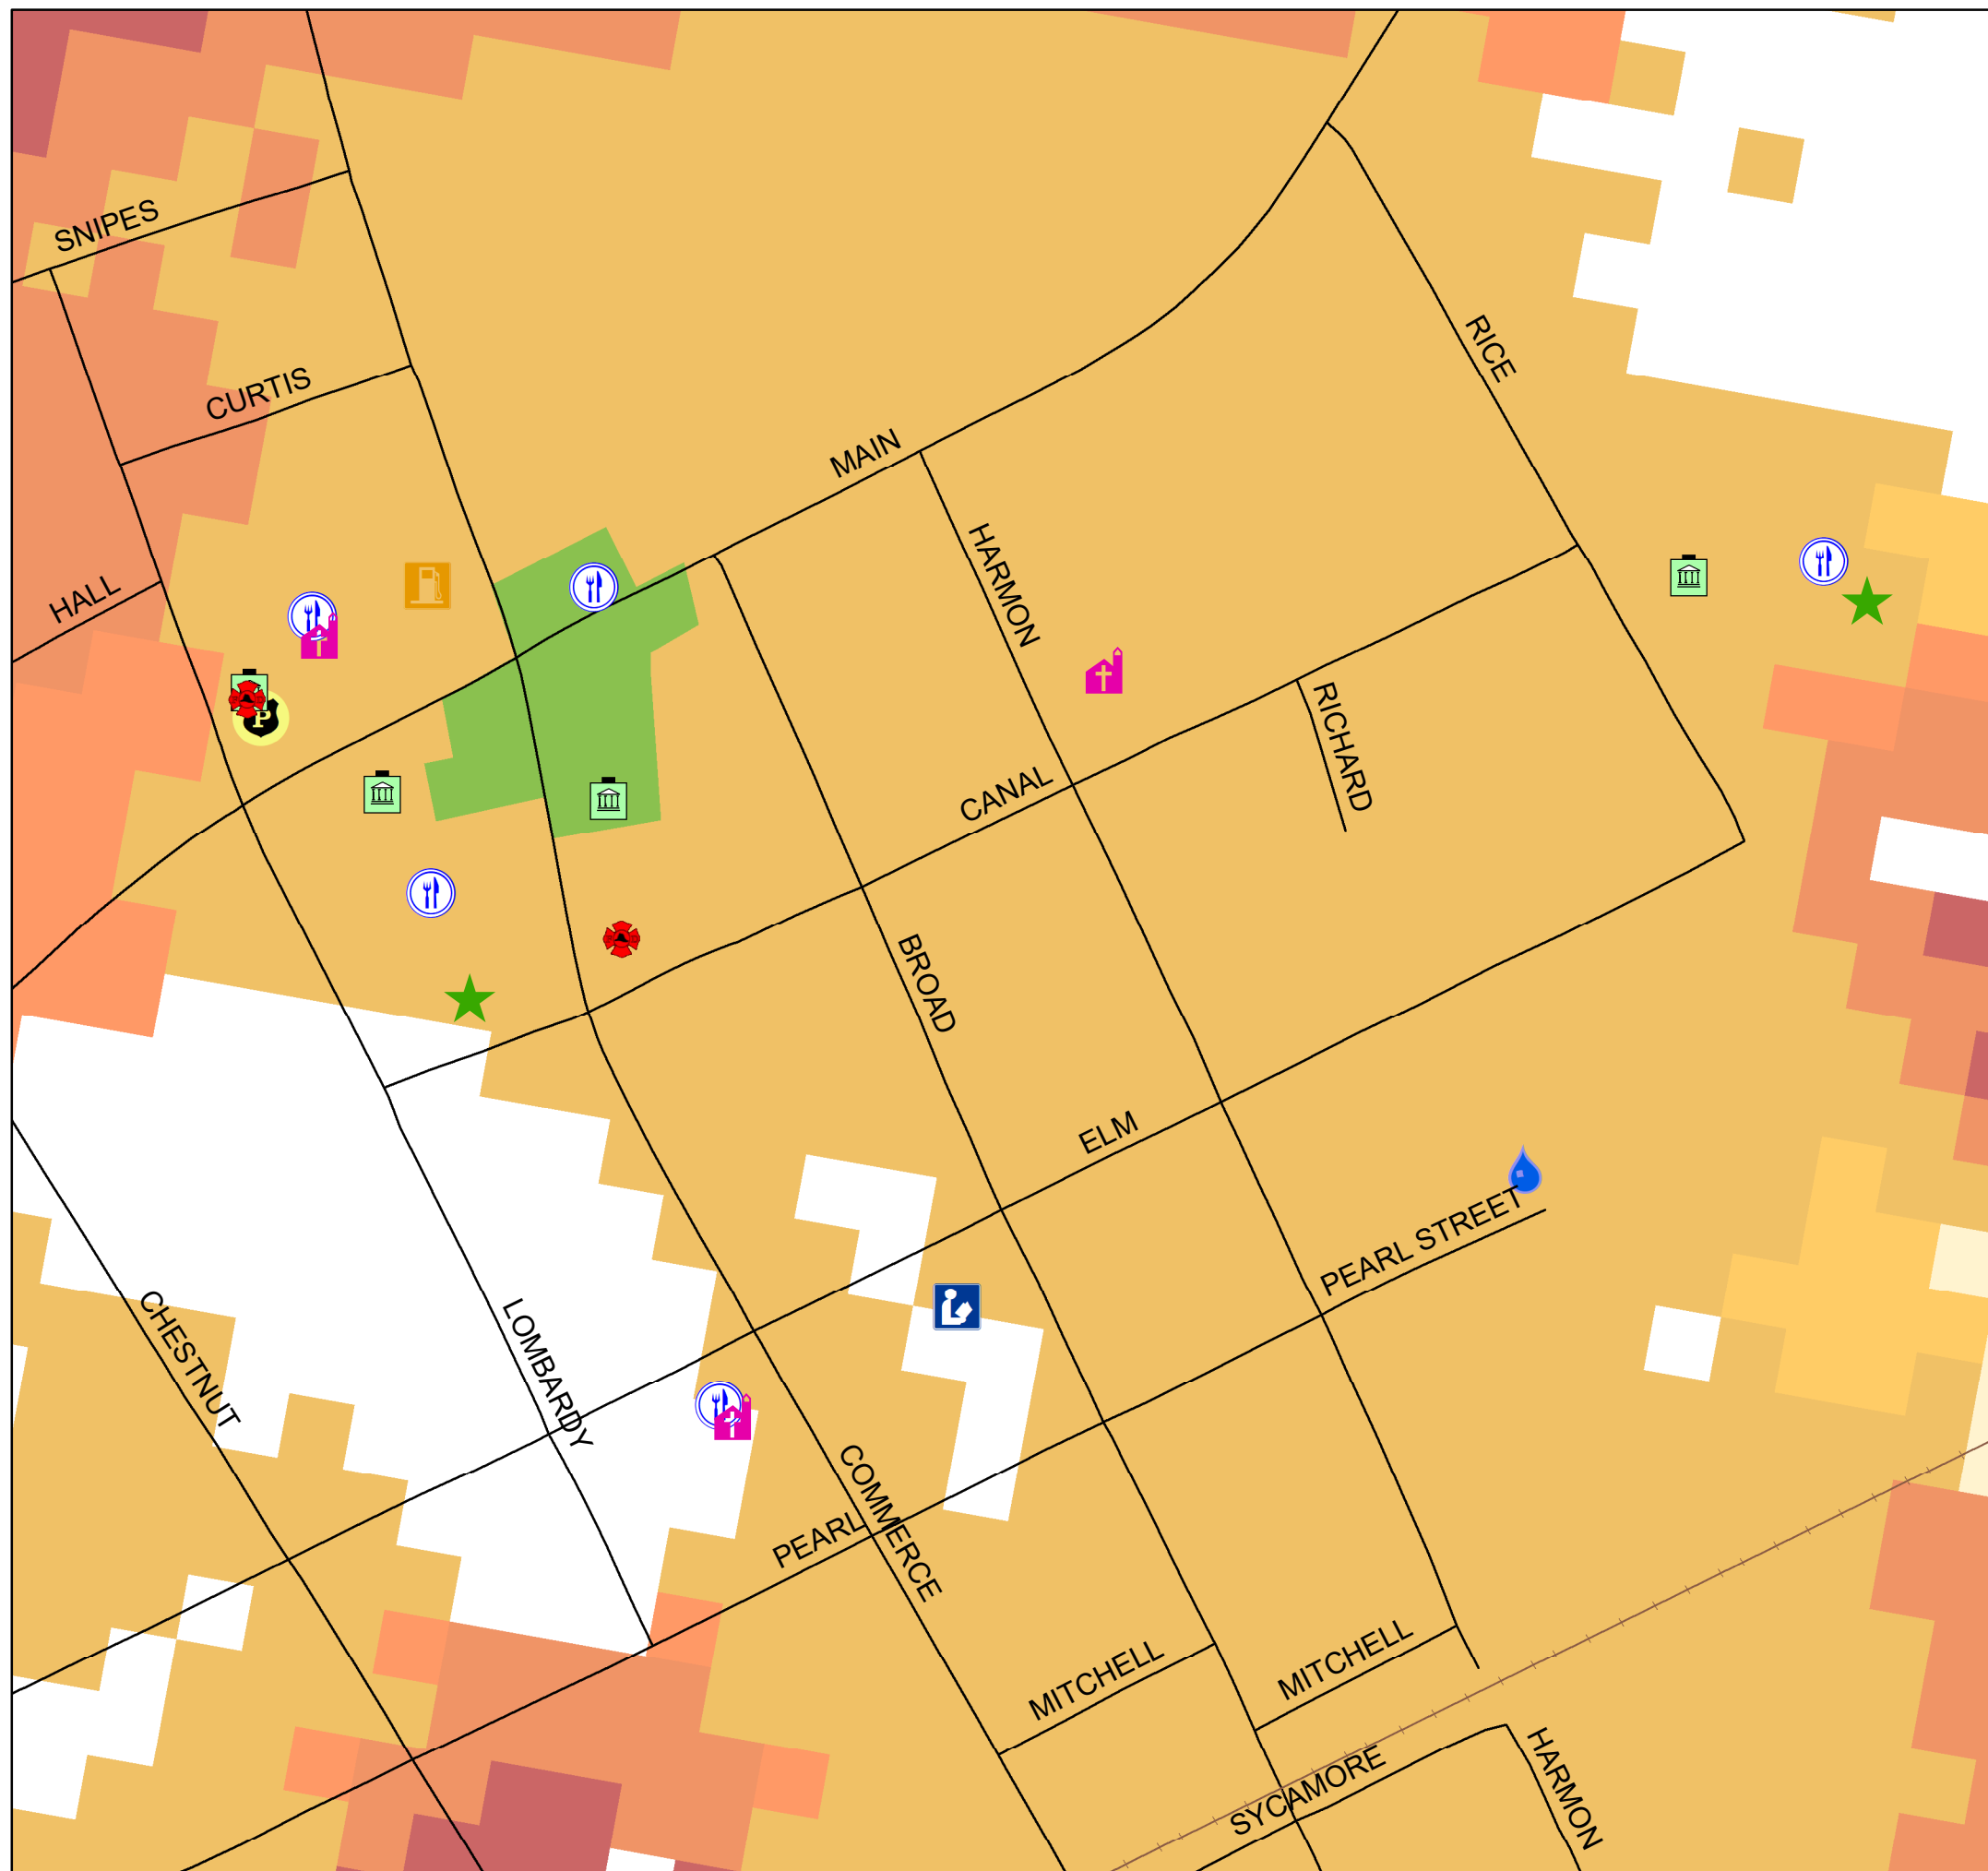 SNIPES
RICE
CURTIS
MAIN
HARMON
HALL
RICHARD
P
CANAL
BROAD
ELM
PEARL STREET
CHESTNUT
LOMBARDY
COMMERCE
PEARL
MITCHELL
MITCHELL
SYCAMORE
HARMON